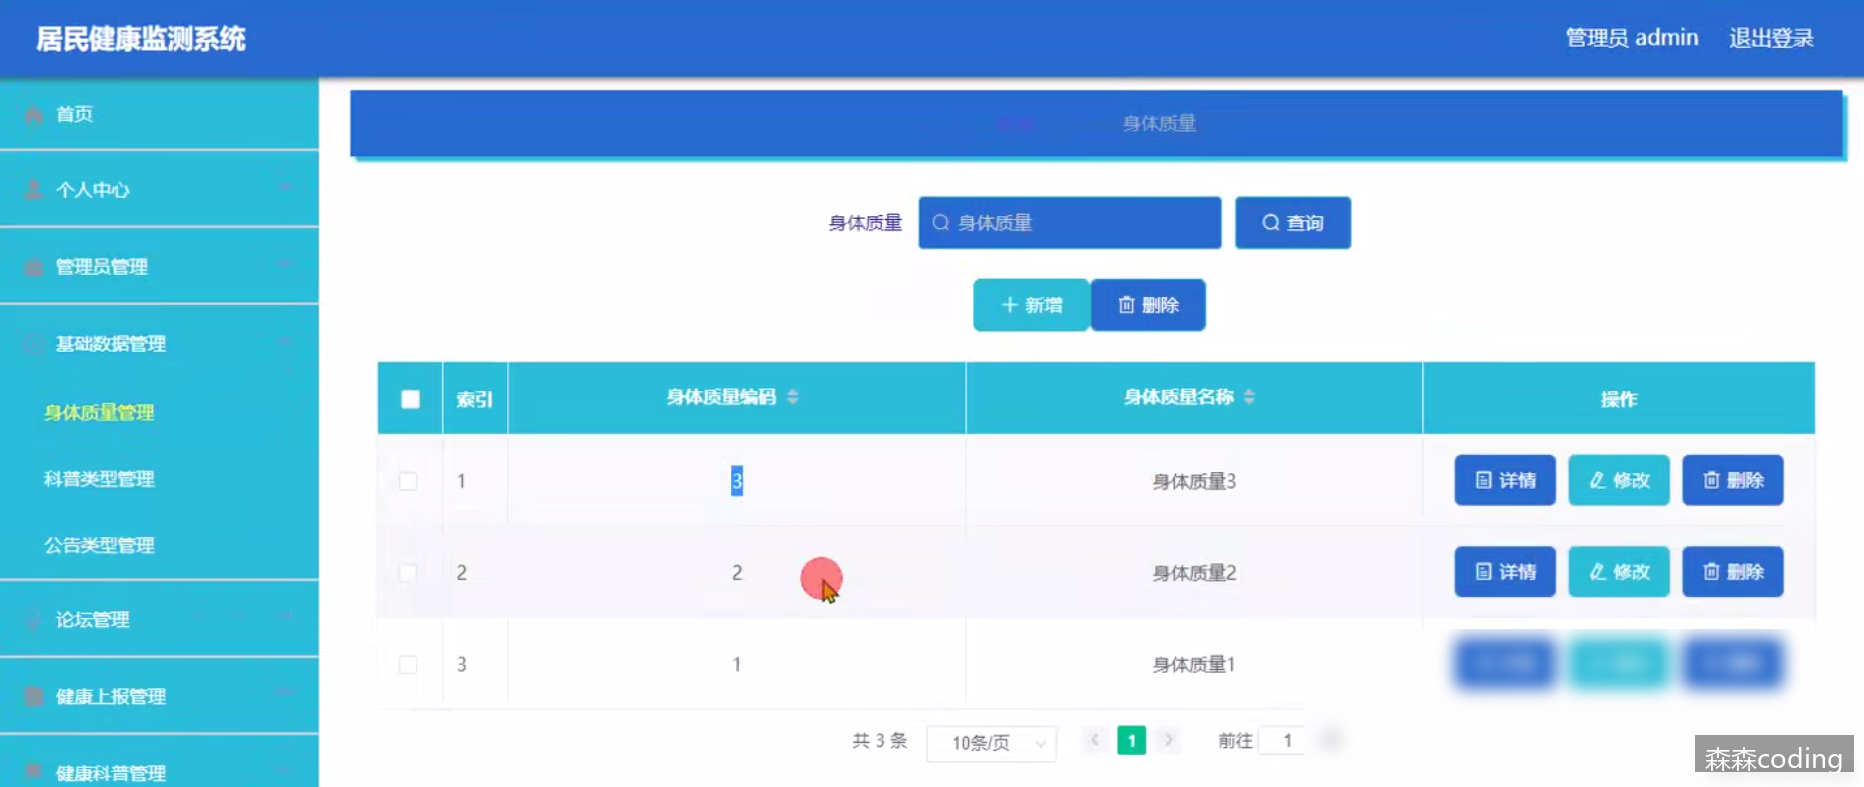 居民健康监测系统
管理员 admin
退出登录
首页
个人中心
管理员管理
基础数据管理
身体质量管理
科普类型管理
公告类型管理
论坛管理
健康上报管理
健康科普管理
身体质量
身体质量 身体质量 查询
新增 删除
索引 身体质量编码 身体质量名称 操作
1 3 身体质量3 详情 修改 删除
2 2 身体质量2 详情 修改 删除
3 1 身体质量1
共 3 条 10条/页 1 前往 1
森森coding